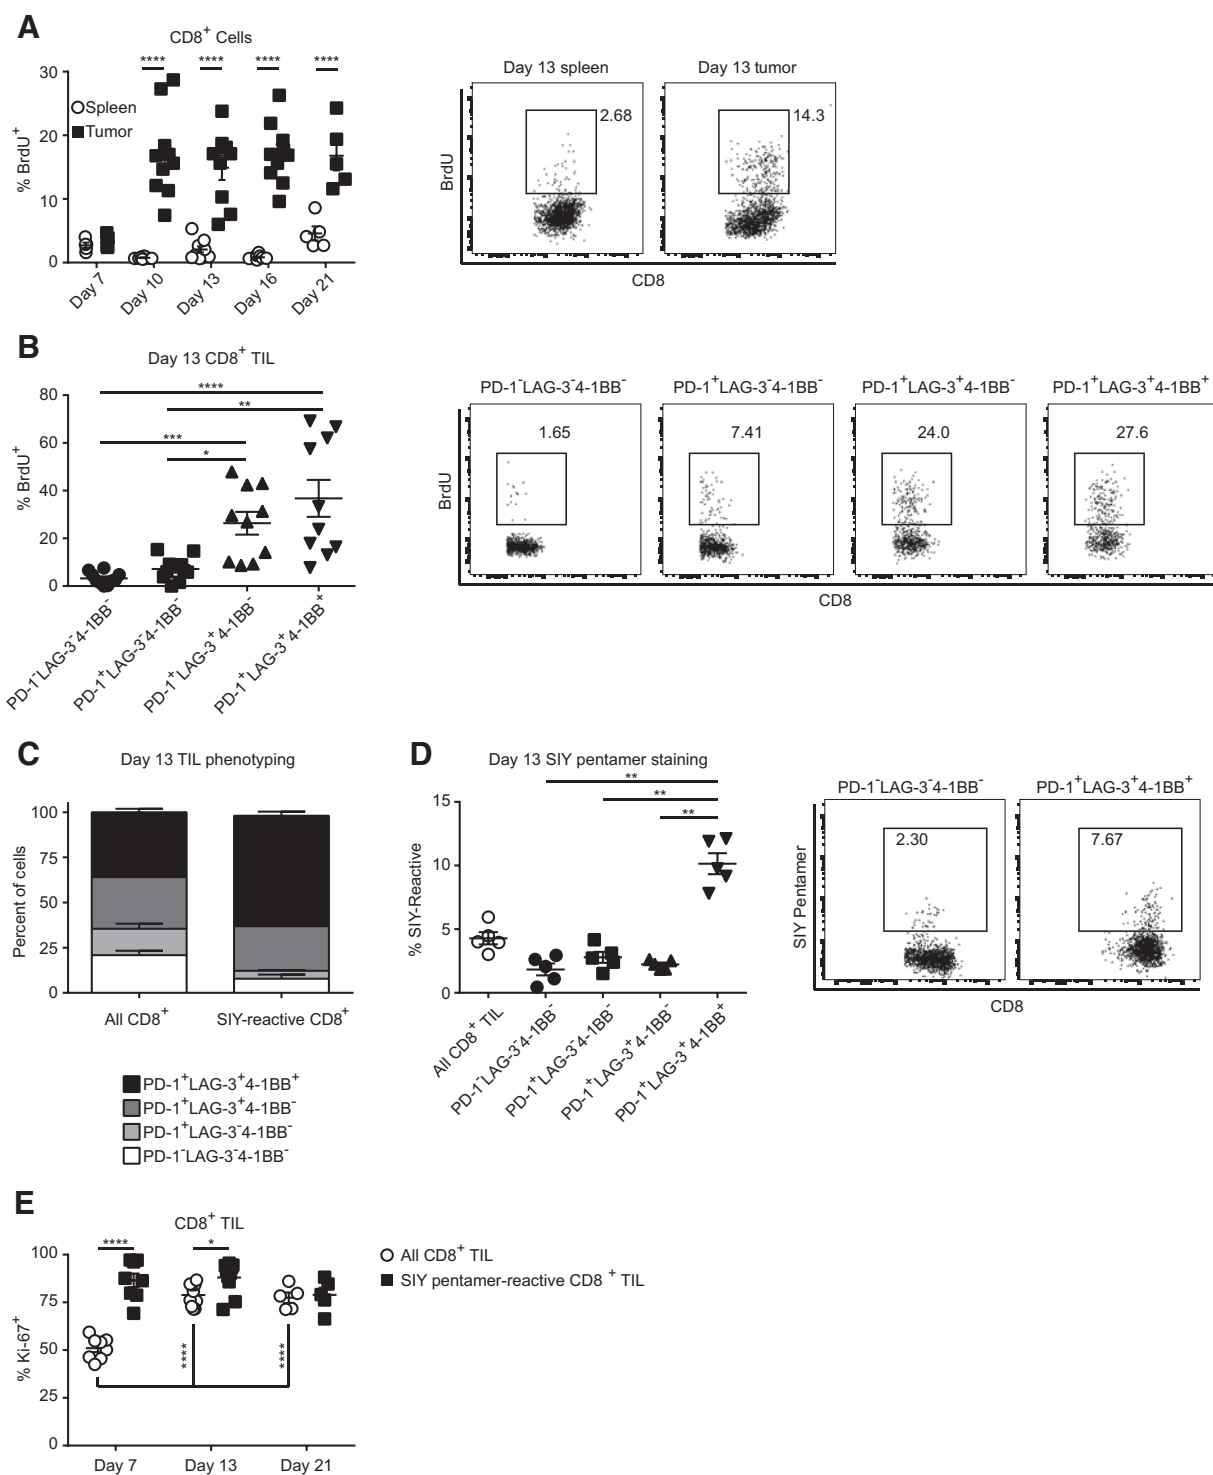 A
CD8+ Cells
**** **** **** ****
30
20
10
0
% BrdU+
Spleen
Tumor
Day 7 Day 10 Day 13 Day 16 Day 21
Day 13 spleen Day 13 tumor
2.68 14.3
BrdU
CD8
B
Day 13 CD8+ TIL
****
**
***
*
80
60
40
20
0
% BrdU+
PD-1-LAG-3-4-1BB- PD-1+LAG-3-4-1BB- PD-1+LAG-3+4-1BB- PD-1+LAG-3+4-1BB+
PD-1-LAG-3-4-1BB- PD-1+LAG-3-4-1BB- PD-1+LAG-3+4-1BB- PD-1+LAG-3+4-1BB+
1.65 7.41 24.0 27.6
BrdU
CD8
C
Day 13 TIL phenotyping
100
75
50
25
0
Percent of cells
All CD8+ SIY-reactive CD8+
PD-1+LAG-3+4-1BB+
PD-1+LAG-3+4-1BB-
PD-1+LAG-3-4-1BB-
PD-1-LAG-3-4-1BB-
D
Day 13 SIY pentamer staining
**
**
**
15
10
5
0
% SIY-Reactive
All CD8+ TIL PD-1-LAG-3-4-1BB- PD-1+LAG-3-4-1BB- PD-1+LAG-3+4-1BB- PD-1+LAG-3+4-1BB+
PD-1-LAG-3-4-1BB- PD-1+LAG-3+4-1BB+
2.30 7.67
SIY Pentamer
CD8
E
CD8+ TIL
**** *
100
75
50
25
0
% Ki-67+
**** ****
Day 7 Day 13 Day 21
All CD8+ TIL
SIY pentamer-reactive CD8 + TIL